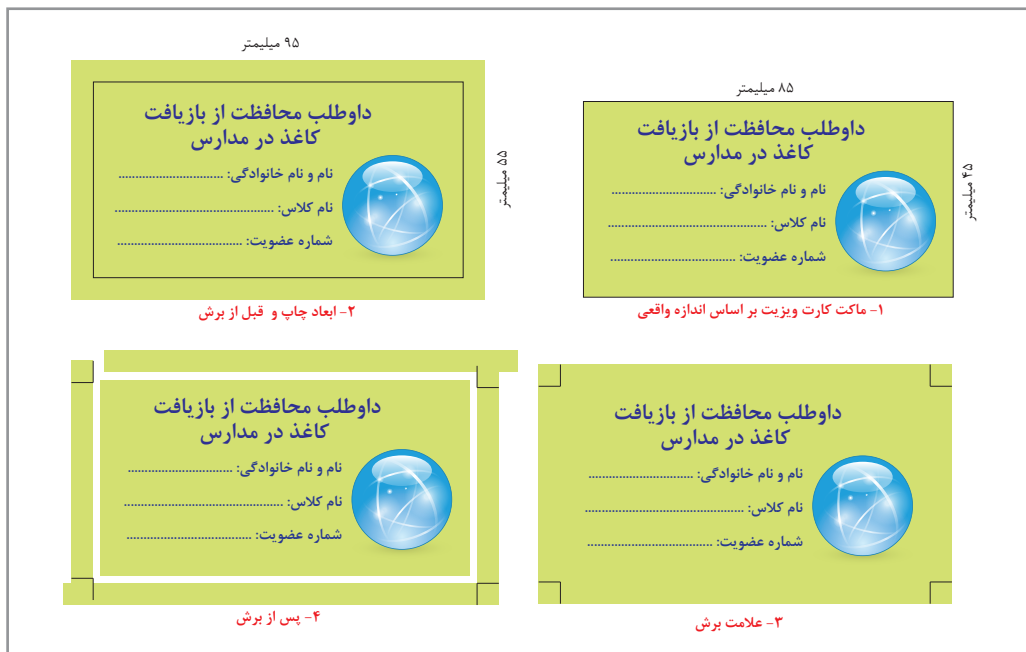 ۸۵ میلیمتر
داوطلب محافظت از بازیافت
کاغذ در مدارس
نام و نام خانوادگی: ...............................
نام کلاس: ...............................................
شماره عضویت: .....................................
۴۵ میلیمتر
۱- ماکت کارت ویزیت بر اساس اندازه واقعی
۹۵ میلیمتر
داوطلب محافظت از بازیافت
کاغذ در مدارس
نام و نام خانوادگی: ...............................
نام کلاس: ...............................................
شماره عضویت: .....................................
۵۵ میلیمتر
۲- ابعاد چاپ و قبل از برش
داوطلب محافظت از بازیافت
کاغذ در مدارس
نام و نام خانوادگی: ...............................
نام کلاس: ...............................................
شماره عضویت: .....................................
۳- علامت برش
داوطلب محافظت از بازیافت
کاغذ در مدارس
نام و نام خانوادگی: ...............................
نام کلاس: ...............................................
شماره عضویت: .....................................
۴- پس از برش